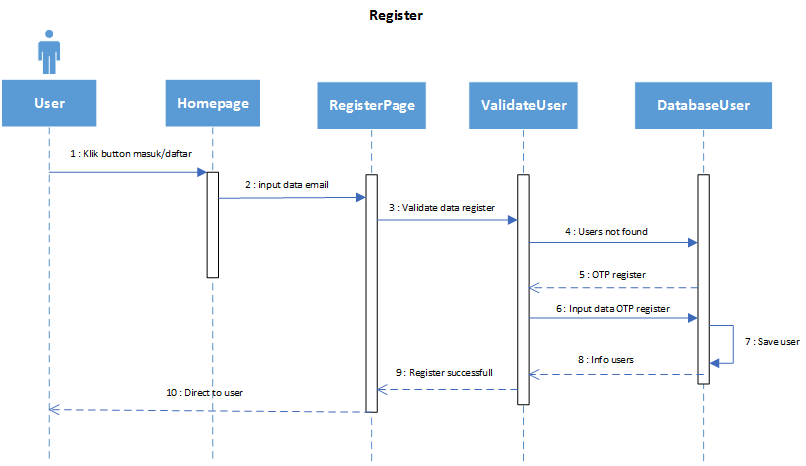 Register
User
Homepage
RegisterPage
ValidateUser
DatabaseUser
1 : Klik button masuk/daftar
2 : input data email
3 : Validate data register
4 : Users not found
5 : OTP register
6 : Input data OTP register
7 : Save user
8 : Info users
9 : Register successfull
10 : Direct to user